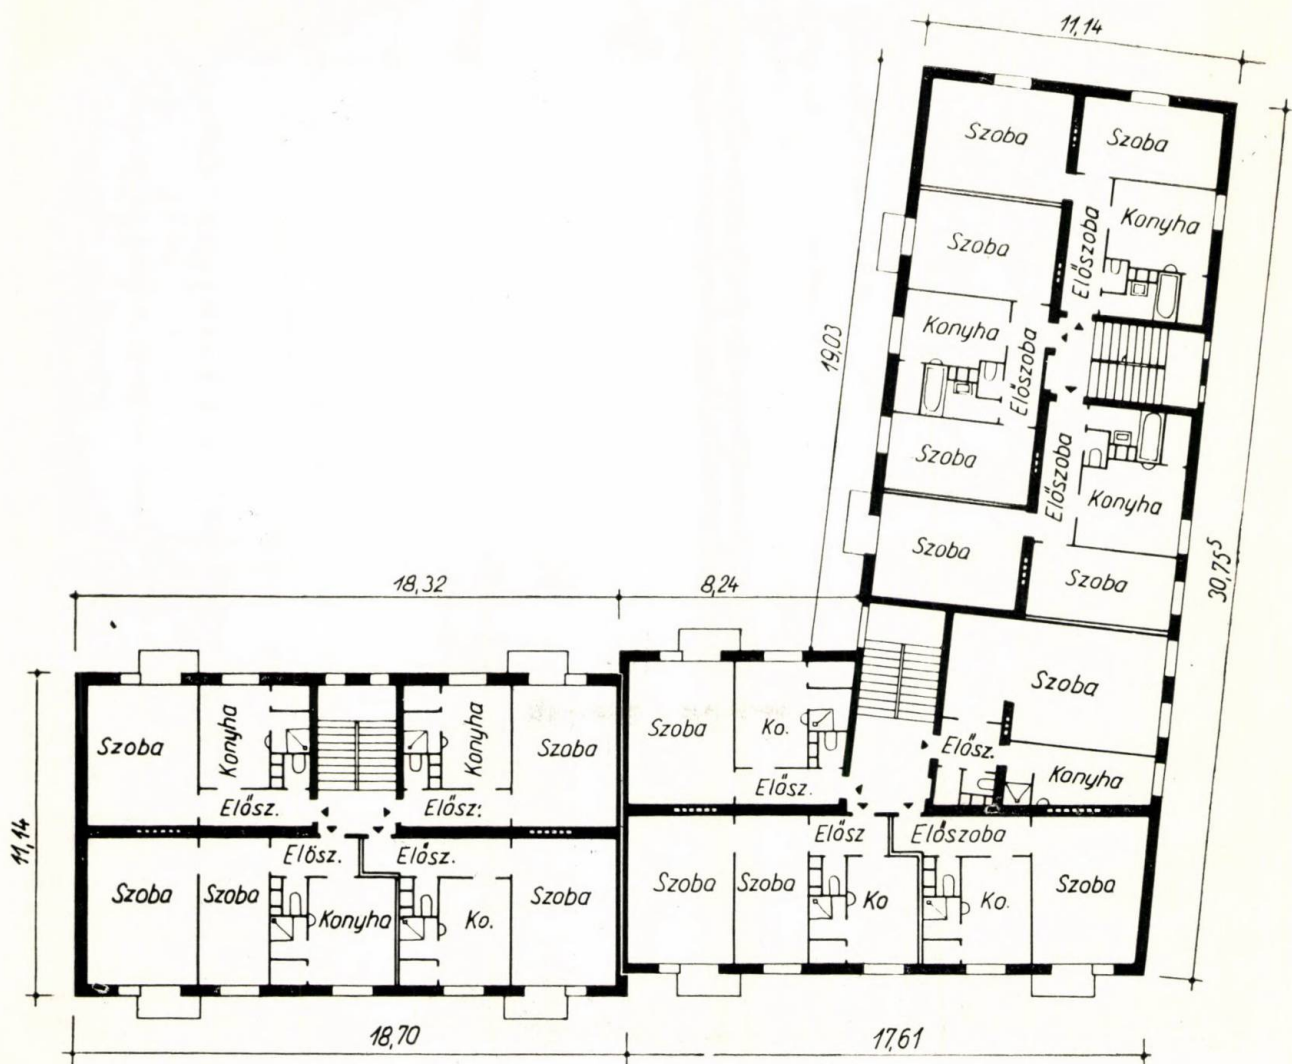 11,14
Szoba
Szoba
Konyha
Szoba
Előszoba
Konyha
Előszoba
19,03
Szoba
Előszoba
Konyha
Szoba
Szoba
30,75⁵
18,32
8,24
Szoba
Szoba
Konyha
Konyha
Szoba
Szoba
Ko.
Elősz.
Konyha
Elősz.
Elősz.
Elősz.
11,14
Elősz.
Elősz.
Elősz
Előszoba
Szoba
Szoba
Konyha
Ko.
Szoba
Szoba
Szoba
Ko
Ko.
Szoba
18,70
17,61